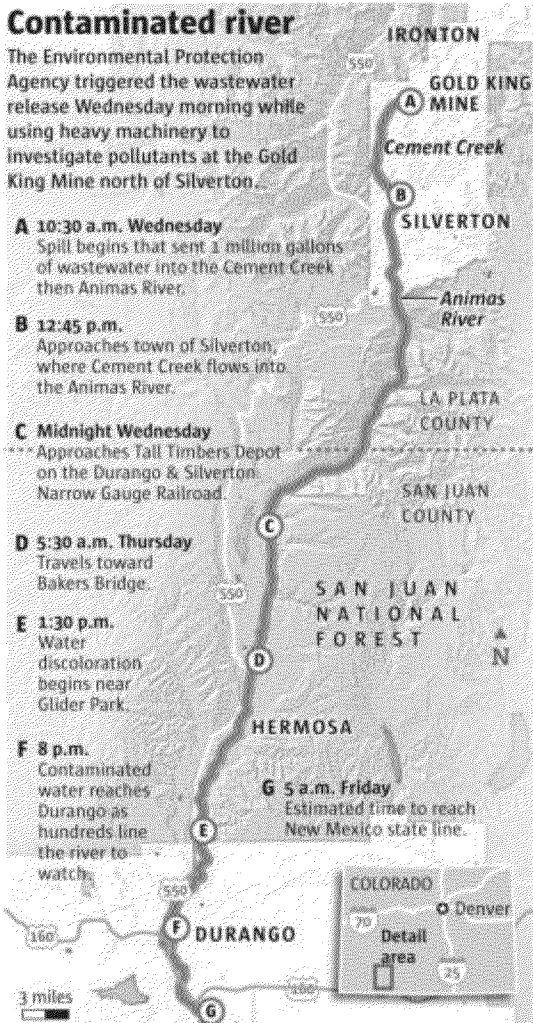 Contaminated river
The Environmental Protection
Agency triggered the wastewater
release Wednesday morning while
using heavy machinery to
investigate pollutants at the Gold
King Mine north of Silverton.
A 10:30 a.m. Wednesday
Spill begins that sent 1 million gallons
of wastewater into the Cement Creek
then Animas River.
B 12:45 p.m.
Approaches town of Silverton,
where Cement Creek flows into
the Animas River.
C Midnight Wednesday
Approaches Tall Timbers Depot
on the Durango & Silverton
Narrow Gauge Railroad.
D 5:30 a.m. Thursday
Travels toward
Bakers Bridge.
E 1:30 p.m.
Water
discoloration
begins near
Glider Park.
F 8 p.m.
Contaminated
water reaches
Durango as
hundreds line
the river to
watch.
G 5 a.m. Friday
Estimated time to reach
New Mexico state line.
IRONTON
550
A
GOLD KING
MINE
Cement Creek
B
SILVERTON
Animas
River
550
LA PLATA
COUNTY
SAN JUAN
COUNTY
C
SAN JUAN
NATIONAL
FOREST
550
N
D
HERMOSA
E
550
F
DURANGO
160
160
G
3 miles
COLORADO
70
Denver
Detail
area
25